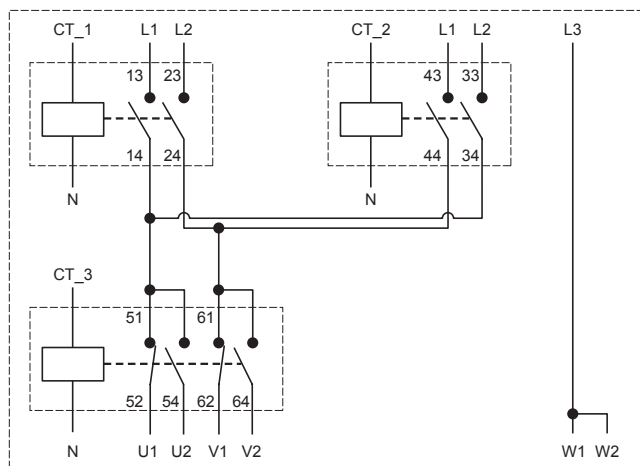 CT_1 L1 L2 CT_2 L1 L2 L3
13 23 43 33
14 24 44 34
N N
CT_3
51 61
52 54 62 64
N U1 U2 V1 V2 W1 W2